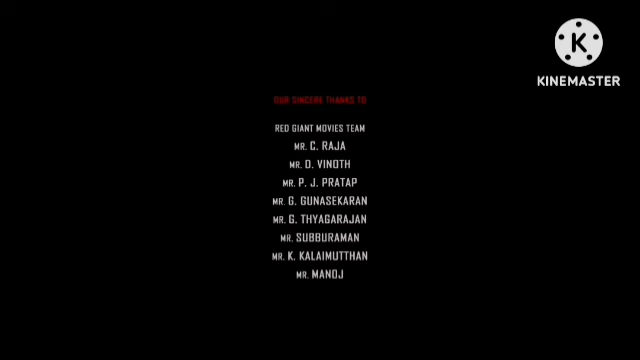 K
KINEMASTER
OUR SINCERE THANKS TO
RED GIANT MOVIES TEAM
MR. C. RAJA
MR. D. VINOTH
MR. P. J. PRATAP
MR. G. GUNASEKARAN
MR. G. THYAGARAJAN
MR. SUBBURAMAN
MR. K. KALAIMUTTHAN
MR. MANOJ